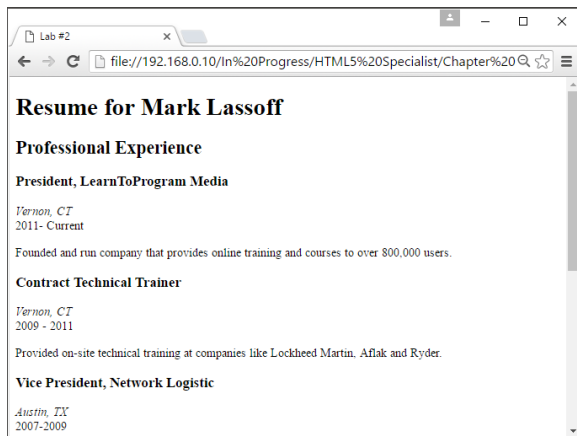 Lab #2
file://192.168.0.10/In%20Progress/HTML5%20Specialist/Chapter%20
Resume for Mark Lassoff
Professional Experience
President, LearnToProgram Media
Vernon, CT
2011- Current
Founded and run company that provides online training and courses to over 800,000 users.
Contract Technical Trainer
Vernon, CT
2009 - 2011
Provided on-site technical training at companies like Lockheed Martin, Aflak and Ryder.
Vice President, Network Logistic
Austin, TX
2007-2009